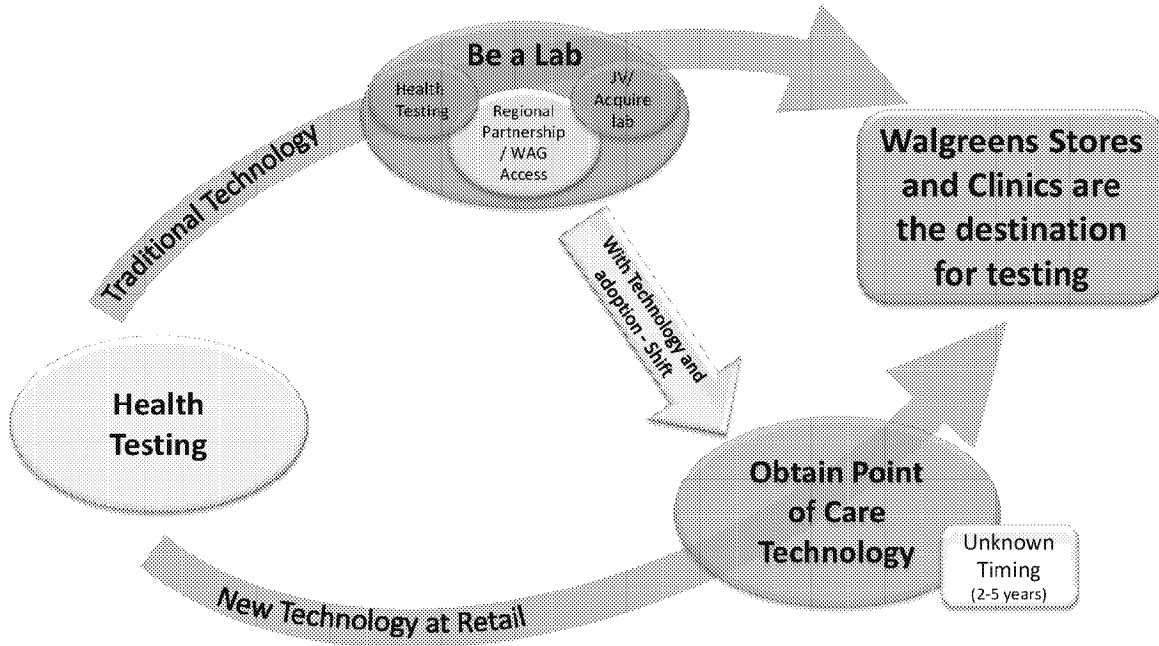 Be a Lab
Health
Testing
Regional
Partnership
/ WAG
Access
JV/
Acquire
lab
Traditional Technology
Walgreens Stores
and Clinics are
the destination
for testing
With Technology and
adoption - Shift
Health
Testing
Obtain Point
of Care
Technology
Unknown
Timing
(2-5 years)
New Technology at Retail